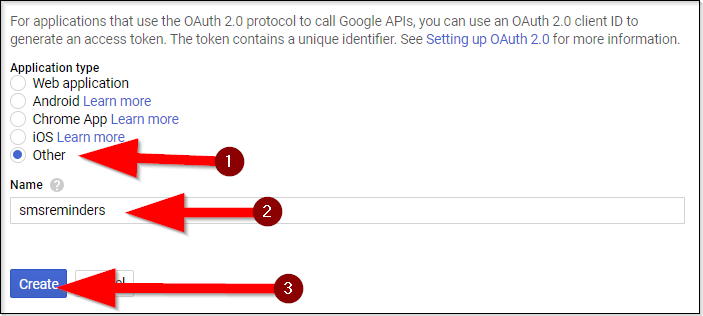 For applications that use the OAuth 2.0 protocol to call Google APIs, you can use an OAuth 2.0 client ID to
generate an access token. The token contains a unique identifier. See Setting up OAuth 2.0 for more information.
Application type
Web application
Android Learn more
Chrome App Learn more
iOS Learn more
Other
1
Name ?
smsreminders
2
Create
3